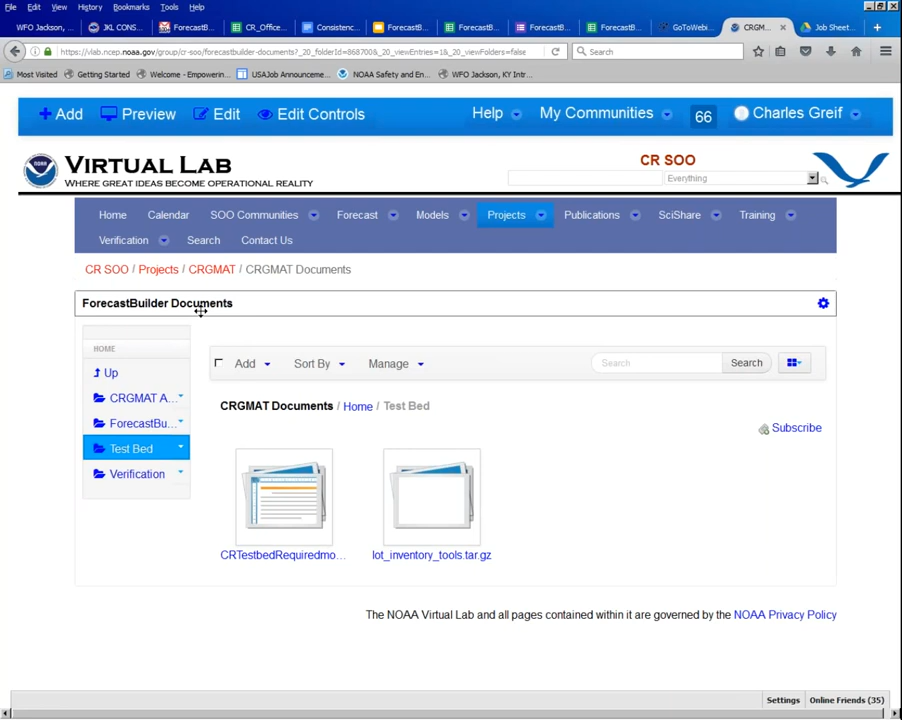 File Edit View History Bookmarks Tools Help
WFO Jackson, ... JKL CONS... ForecastB... CR_Office... Consistenc... ForecastB... ForecastB... ForecastB... ForecastB... GoToWebi... CRGM... Job Sheet...
https://vlab.ncep.noaa.gov/group/cr-soo/forecastbuilder-documents?_20_folderId=868700&_20_viewEntries=1&_20_viewFolders=false Search
Most Visited Getting Started Welcome - Empowerin... USAJob Announceme... NOAA Safety and En... WFO Jackson, KY Intr...
Add Preview Edit Edit Controls Help My Communities 66 Charles Greif
VIRTUAL LAB CR SOO
WHERE GREAT IDEAS BECOME OPERATIONAL REALITY Everything
Home Calendar SOO Communities Forecast Models Projects Publications SciShare Training
Verification Search Contact Us
CR SOO / Projects / CRGMAT / CRGMAT Documents
ForecastBuilder Documents
HOME
Up
CRGMAT A...
ForecastBu...
Test Bed
Verification
Add Sort By Manage Search Search
CRGMAT Documents / Home / Test Bed
Subscribe
CRTestbedRequiredmo... lot_inventory_tools.tar.gz
The NOAA Virtual Lab and all pages contained within it are governed by the NOAA Privacy Policy
Settings Online Friends (35)